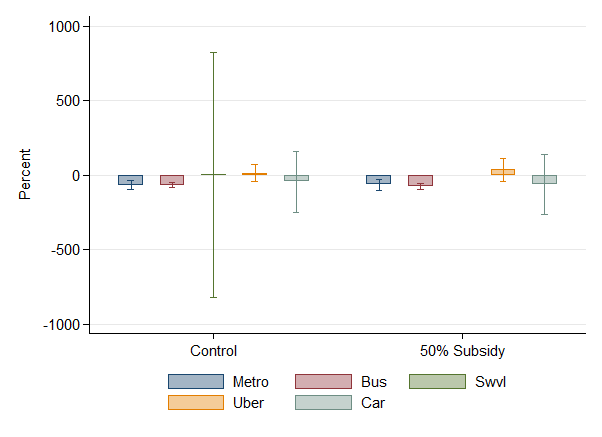 1000
500
0
-500
-1000
Percent
Control 50% Subsidy
Metro Bus Swvl
Uber Car